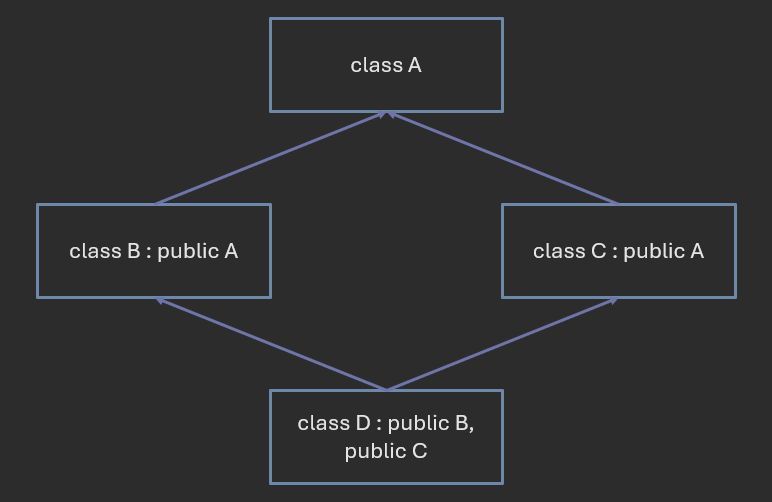 class A
class B : public A
class C : public A
class D : public B,
public C